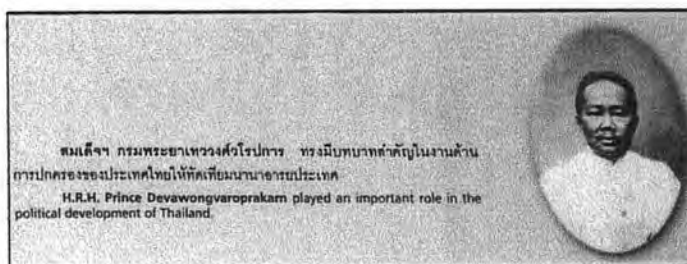 สมเด็จฯ กรมพระยาเทววงศ์วโรปการ ทรงมีบทบาทสำคัญในงานด้าน
การปกครองของประเทศไทยให้ทัดเทียมนานาอารยประเทศ
H.R.H. Prince Devawongvaroprakarn played an important role in the
political development of Thailand.